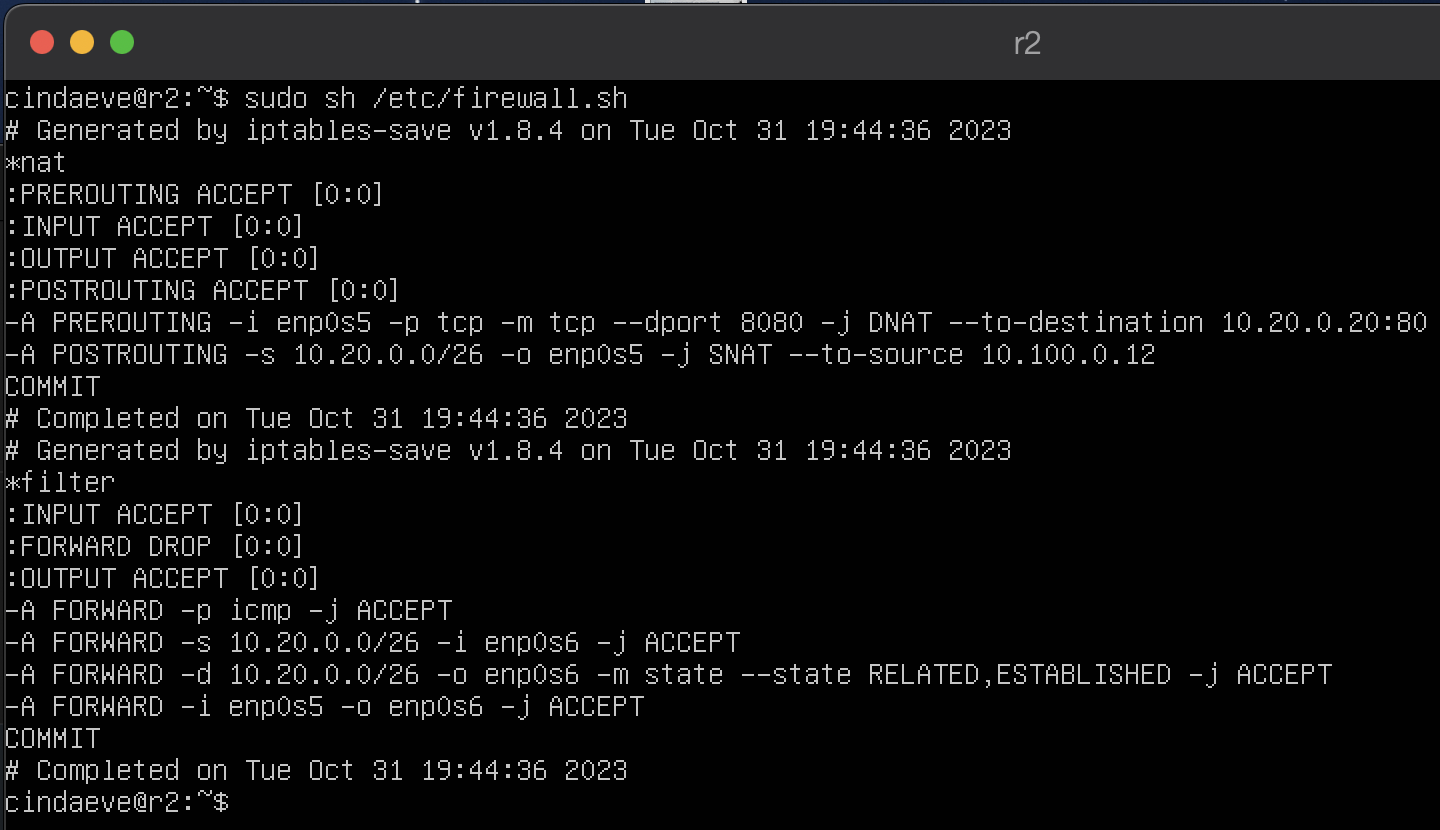 r2
cindaeve@r2:~$ sudo sh /etc/firewall.sh
# Generated by iptables-save v1.8.4 on Tue Oct 31 19:44:36 2023
*nat
:PREROUTING ACCEPT [0:0]
:INPUT ACCEPT [0:0]
:OUTPUT ACCEPT [0:0]
:POSTROUTING ACCEPT [0:0]
-A PREROUTING -i enp0s5 -p tcp -m tcp --dport 8080 -j DNAT --to-destination 10.20.0.20:80
-A POSTROUTING -s 10.20.0.0/26 -o enp0s5 -j SNAT --to-source 10.100.0.12
COMMIT
# Completed on Tue Oct 31 19:44:36 2023
# Generated by iptables-save v1.8.4 on Tue Oct 31 19:44:36 2023
*filter
:INPUT ACCEPT [0:0]
:FORWARD DROP [0:0]
:OUTPUT ACCEPT [0:0]
-A FORWARD -p icmp -j ACCEPT
-A FORWARD -s 10.20.0.0/26 -i enp0s6 -j ACCEPT
-A FORWARD -d 10.20.0.0/26 -o enp0s6 -m state --state RELATED,ESTABLISHED -j ACCEPT
-A FORWARD -i enp0s5 -o enp0s6 -j ACCEPT
COMMIT
# Completed on Tue Oct 31 19:44:36 2023
cindaeve@r2:~$